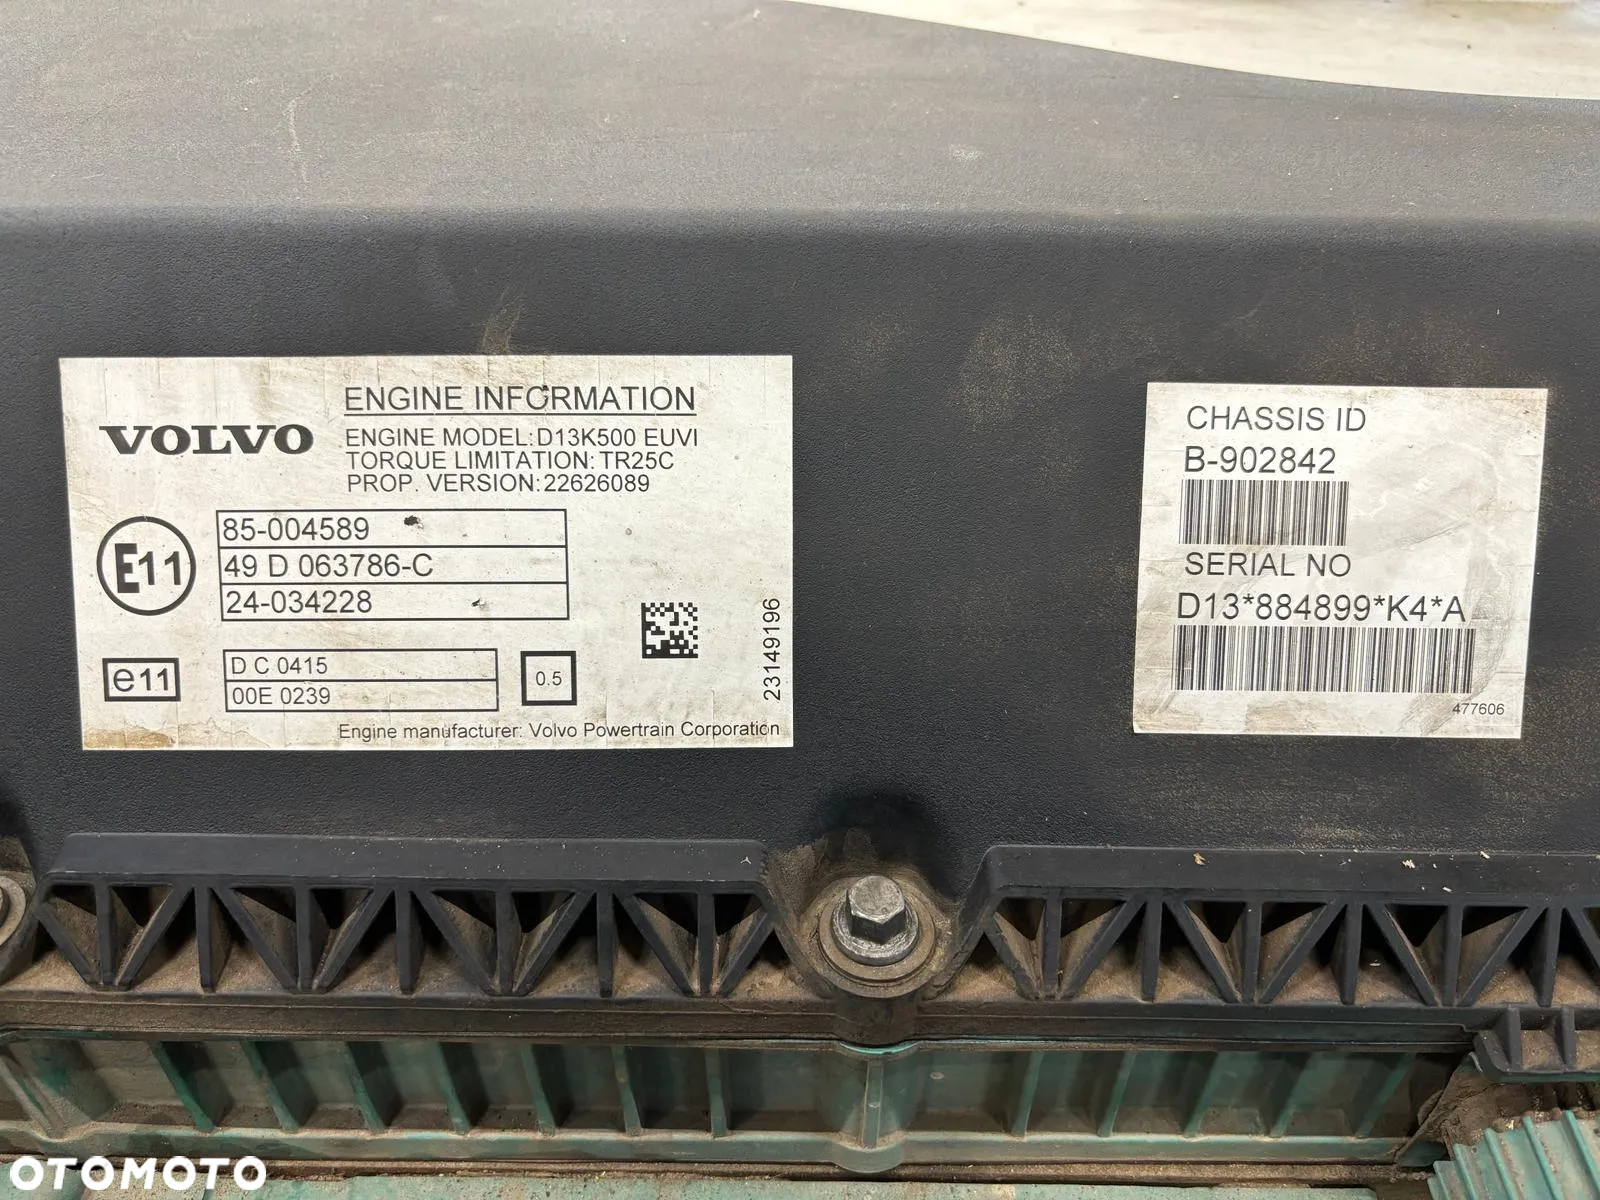 ENGINE INFORMATION
VOLVO
ENGINE MODEL:D13K500 EUVI
TORQUE LIMITATION:TR25C
PROP. VERSION:22626089
E11
85-004589
49 D 063786-C
24-034228
e11
D C 0415
00E 0239
0.5
23149196
Engine manufacturer: Volvo Powertrain Corporation
CHASSIS ID
B-902842
SERIAL NO
D13*884899*K4*A
477606
OTOMOTO